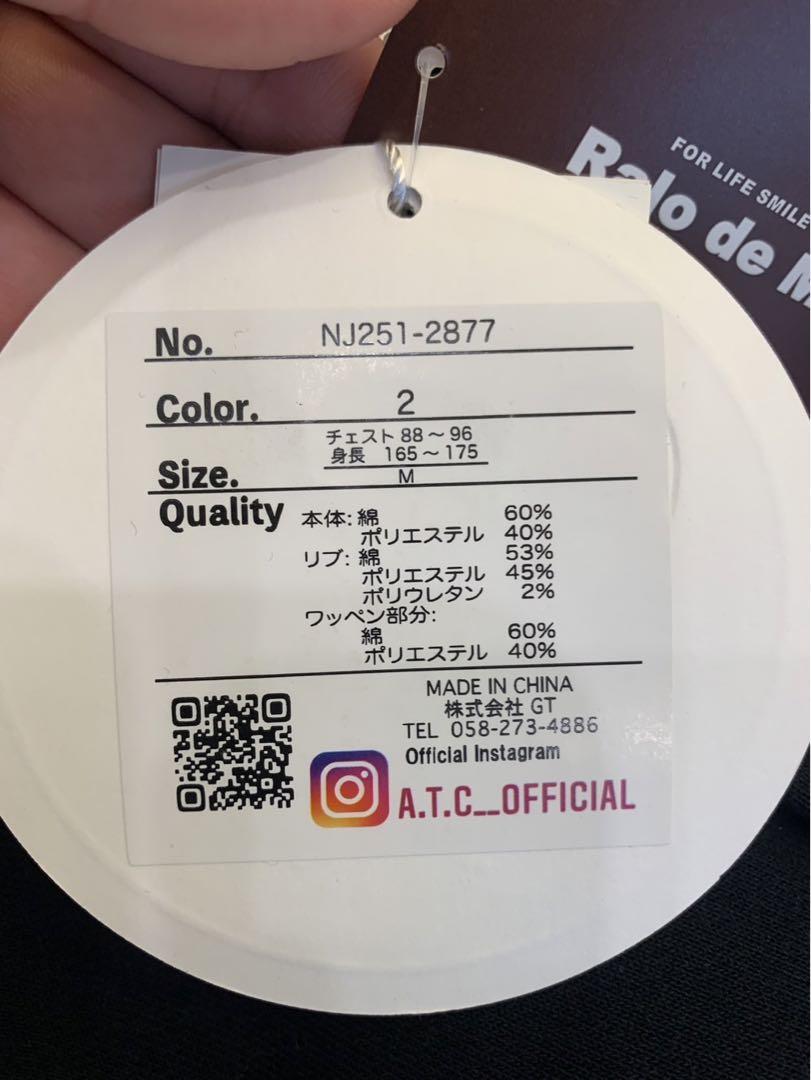 FOR LIFE SMILE
Ralo de
No. NJ251-2877
Color. 2
チェスト 88～96
身長 165～175
Size. M
Quality 本体: 綿 60%
ポリエステル 40%
リブ: 綿 53%
ポリエステル 45%
ポリウレタン 2%
ワッペン部分:
綿 60%
ポリエステル 40%
MADE IN CHINA
株式会社 GT
TEL 058-273-4886
Official Instagram
A.T.C__OFFICIAL